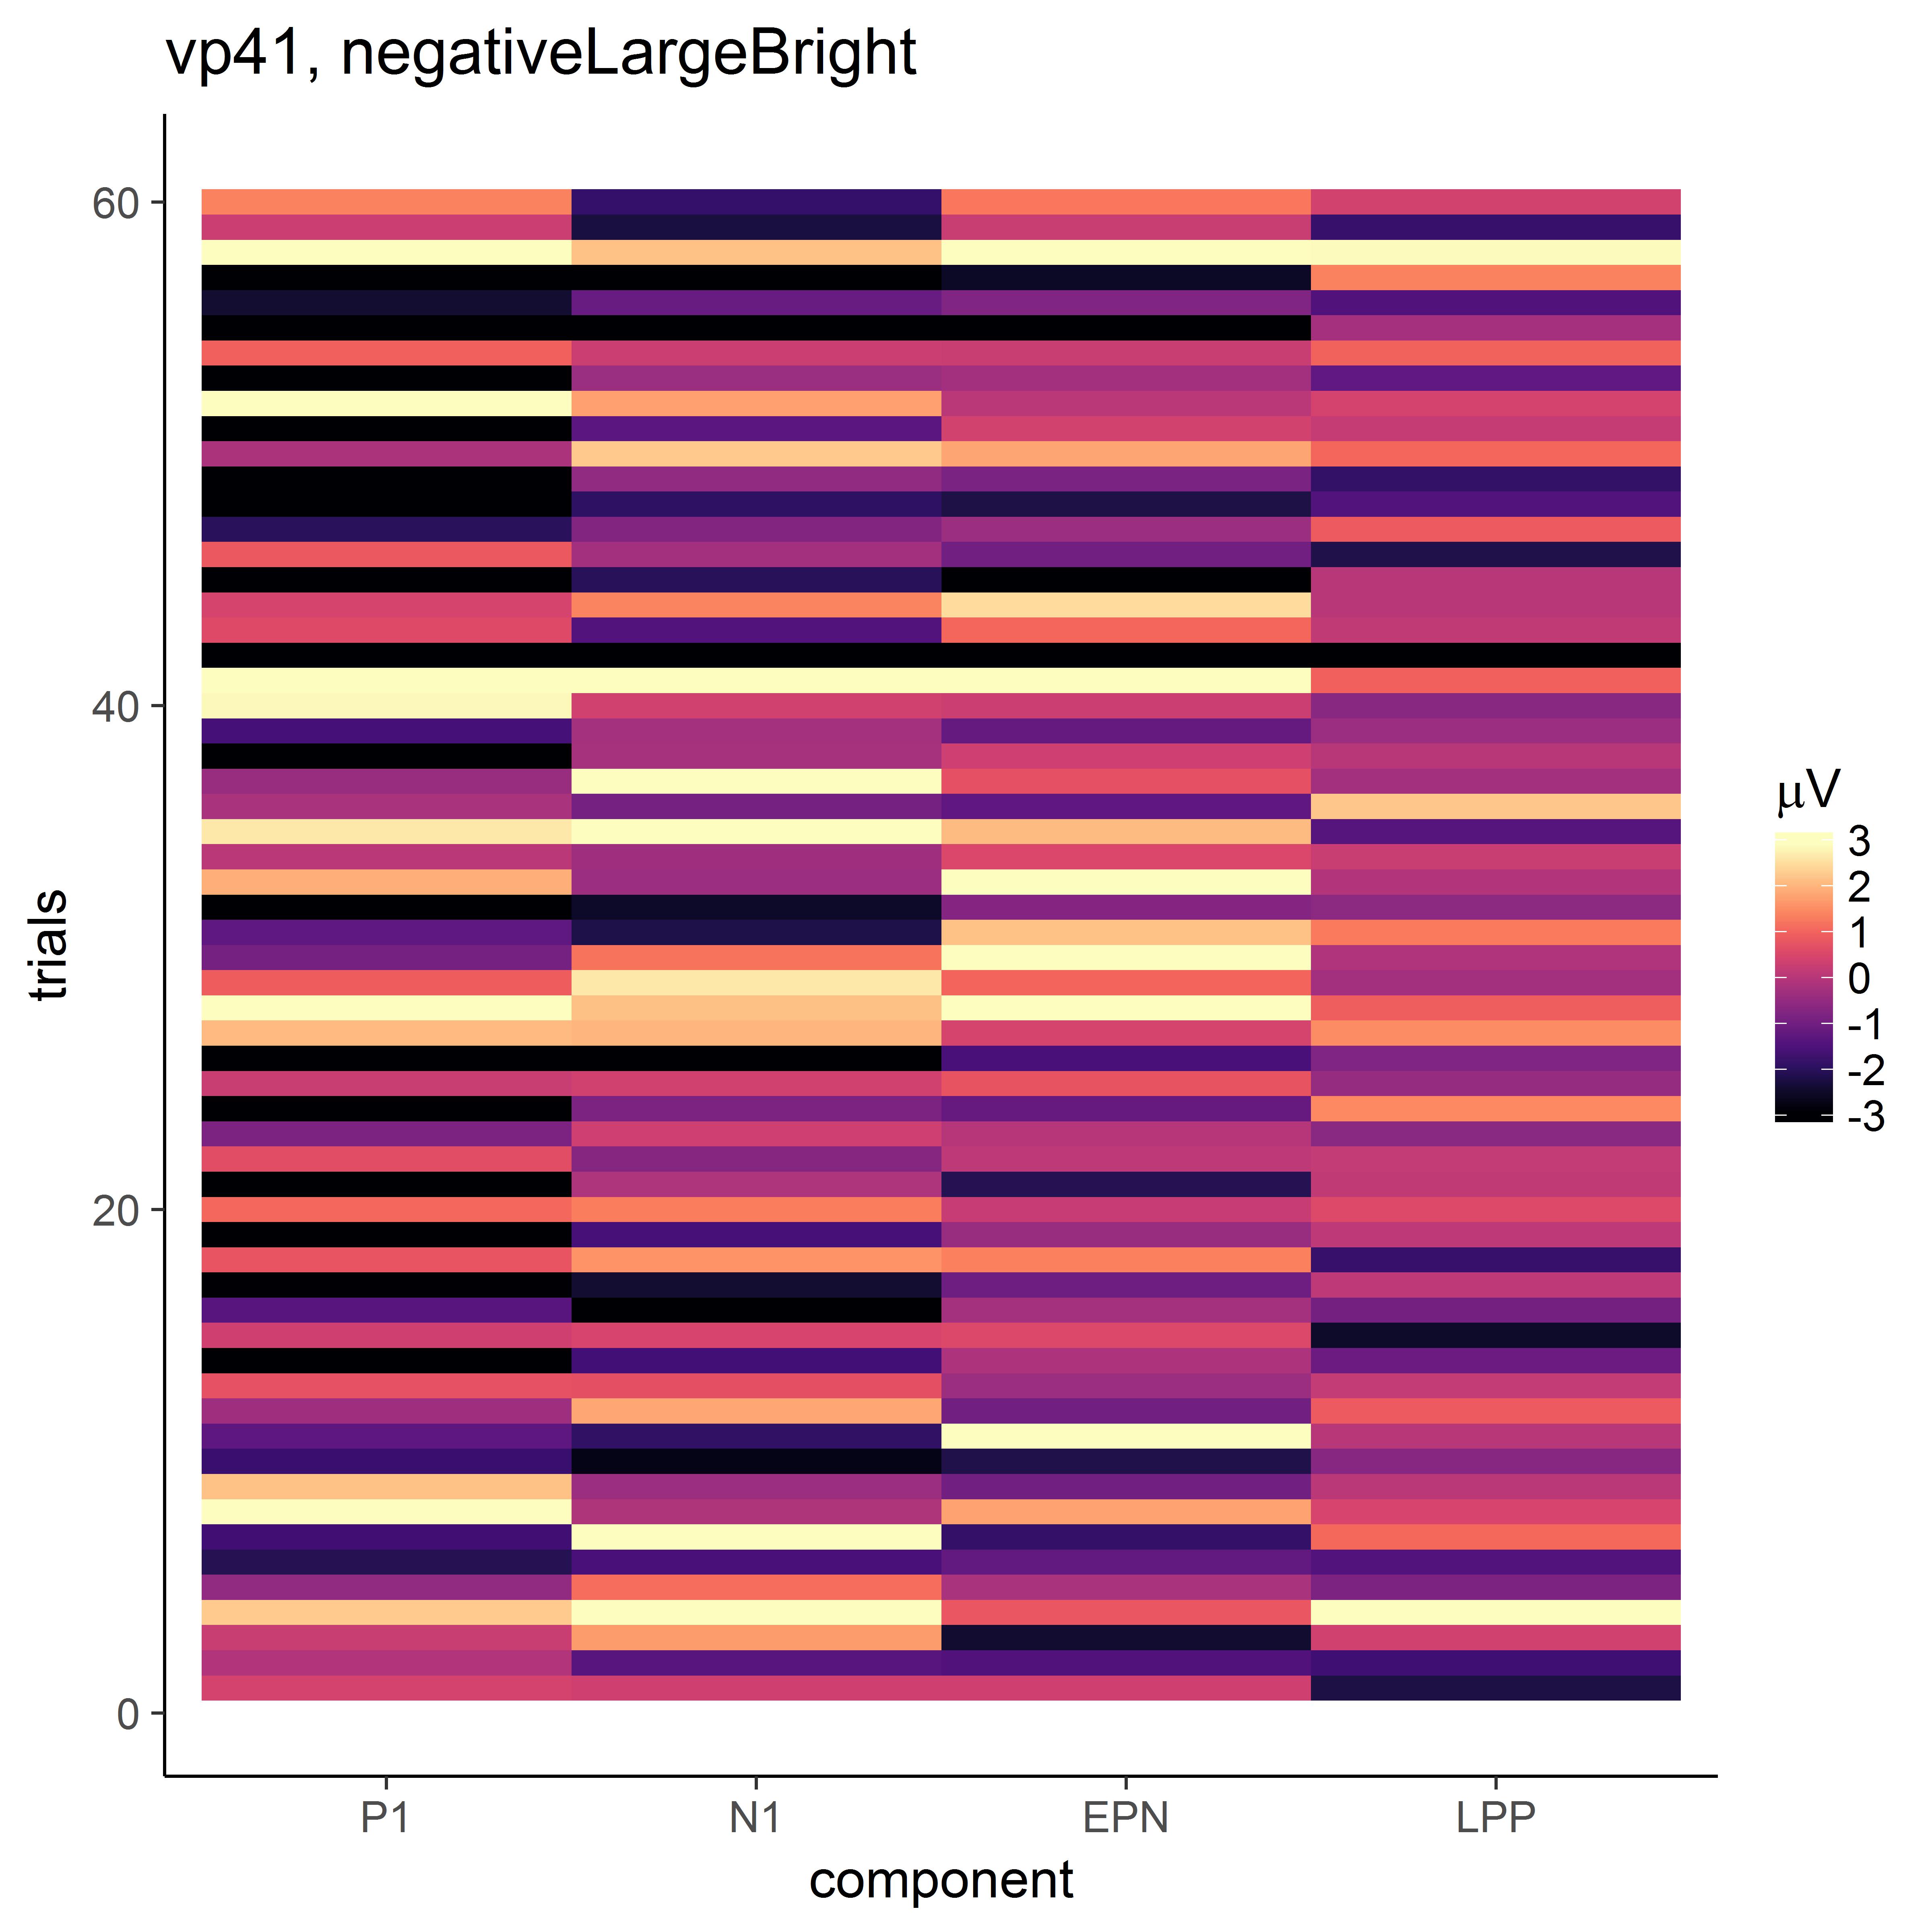 vp41, negativeLargeBright
60
40
20
0
trials
P1 N1 EPN LPP
component
μV
3
2
1
0
-1
-2
-3